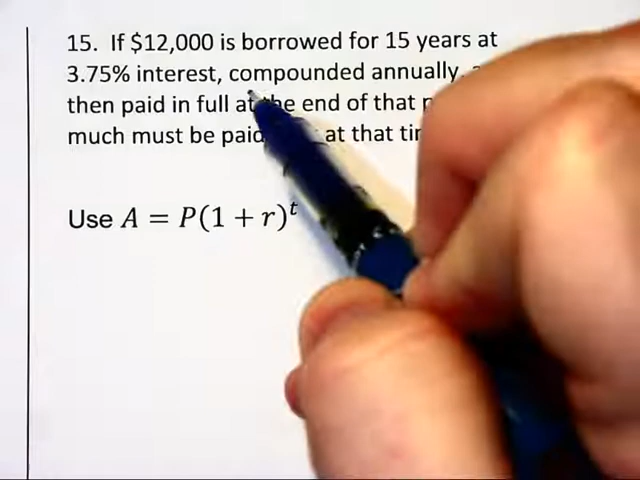 15. If $12,000 is borrowed for 15 years at
3.75% interest, compounded annually,
then paid in full at the end of that
much must be paid at that
Use A = P(1 + r)^t